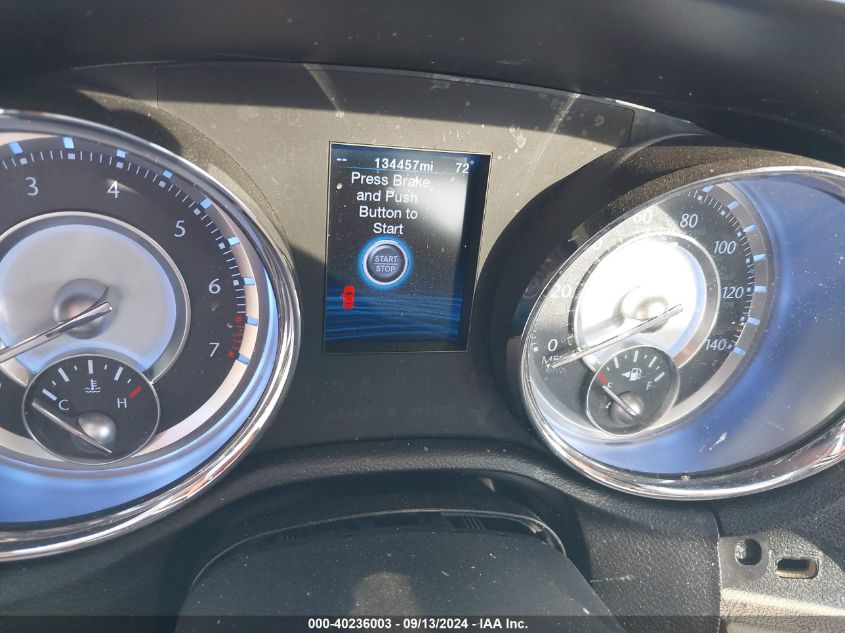 -- 134457mi 72°
Press Brake
and Push
Button to
Start
START
STOP
3
4
5
6
7
C H
0
20
60
80
100
120
140
E F
000-40236003 - 09/13/2024 - IAA Inc.